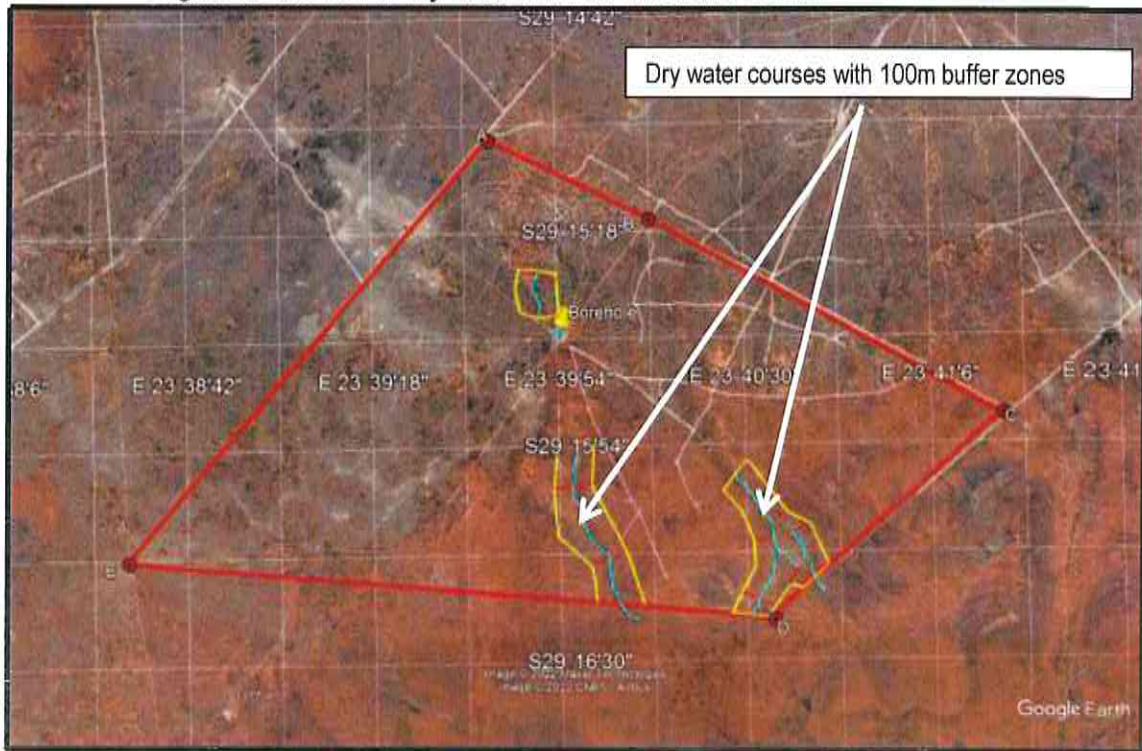 S29 14'42"
Dry water courses with 100m buffer zones
A
B
S29 15'18"
Borehole
8'6"
E 23 38'42"
E 23 39'18"
E 23 39'54"
E 23 40'30"
E 23 41'6"
E 23 41
C
S29 15'54"
E
D
S29 16'30"
Google Earth